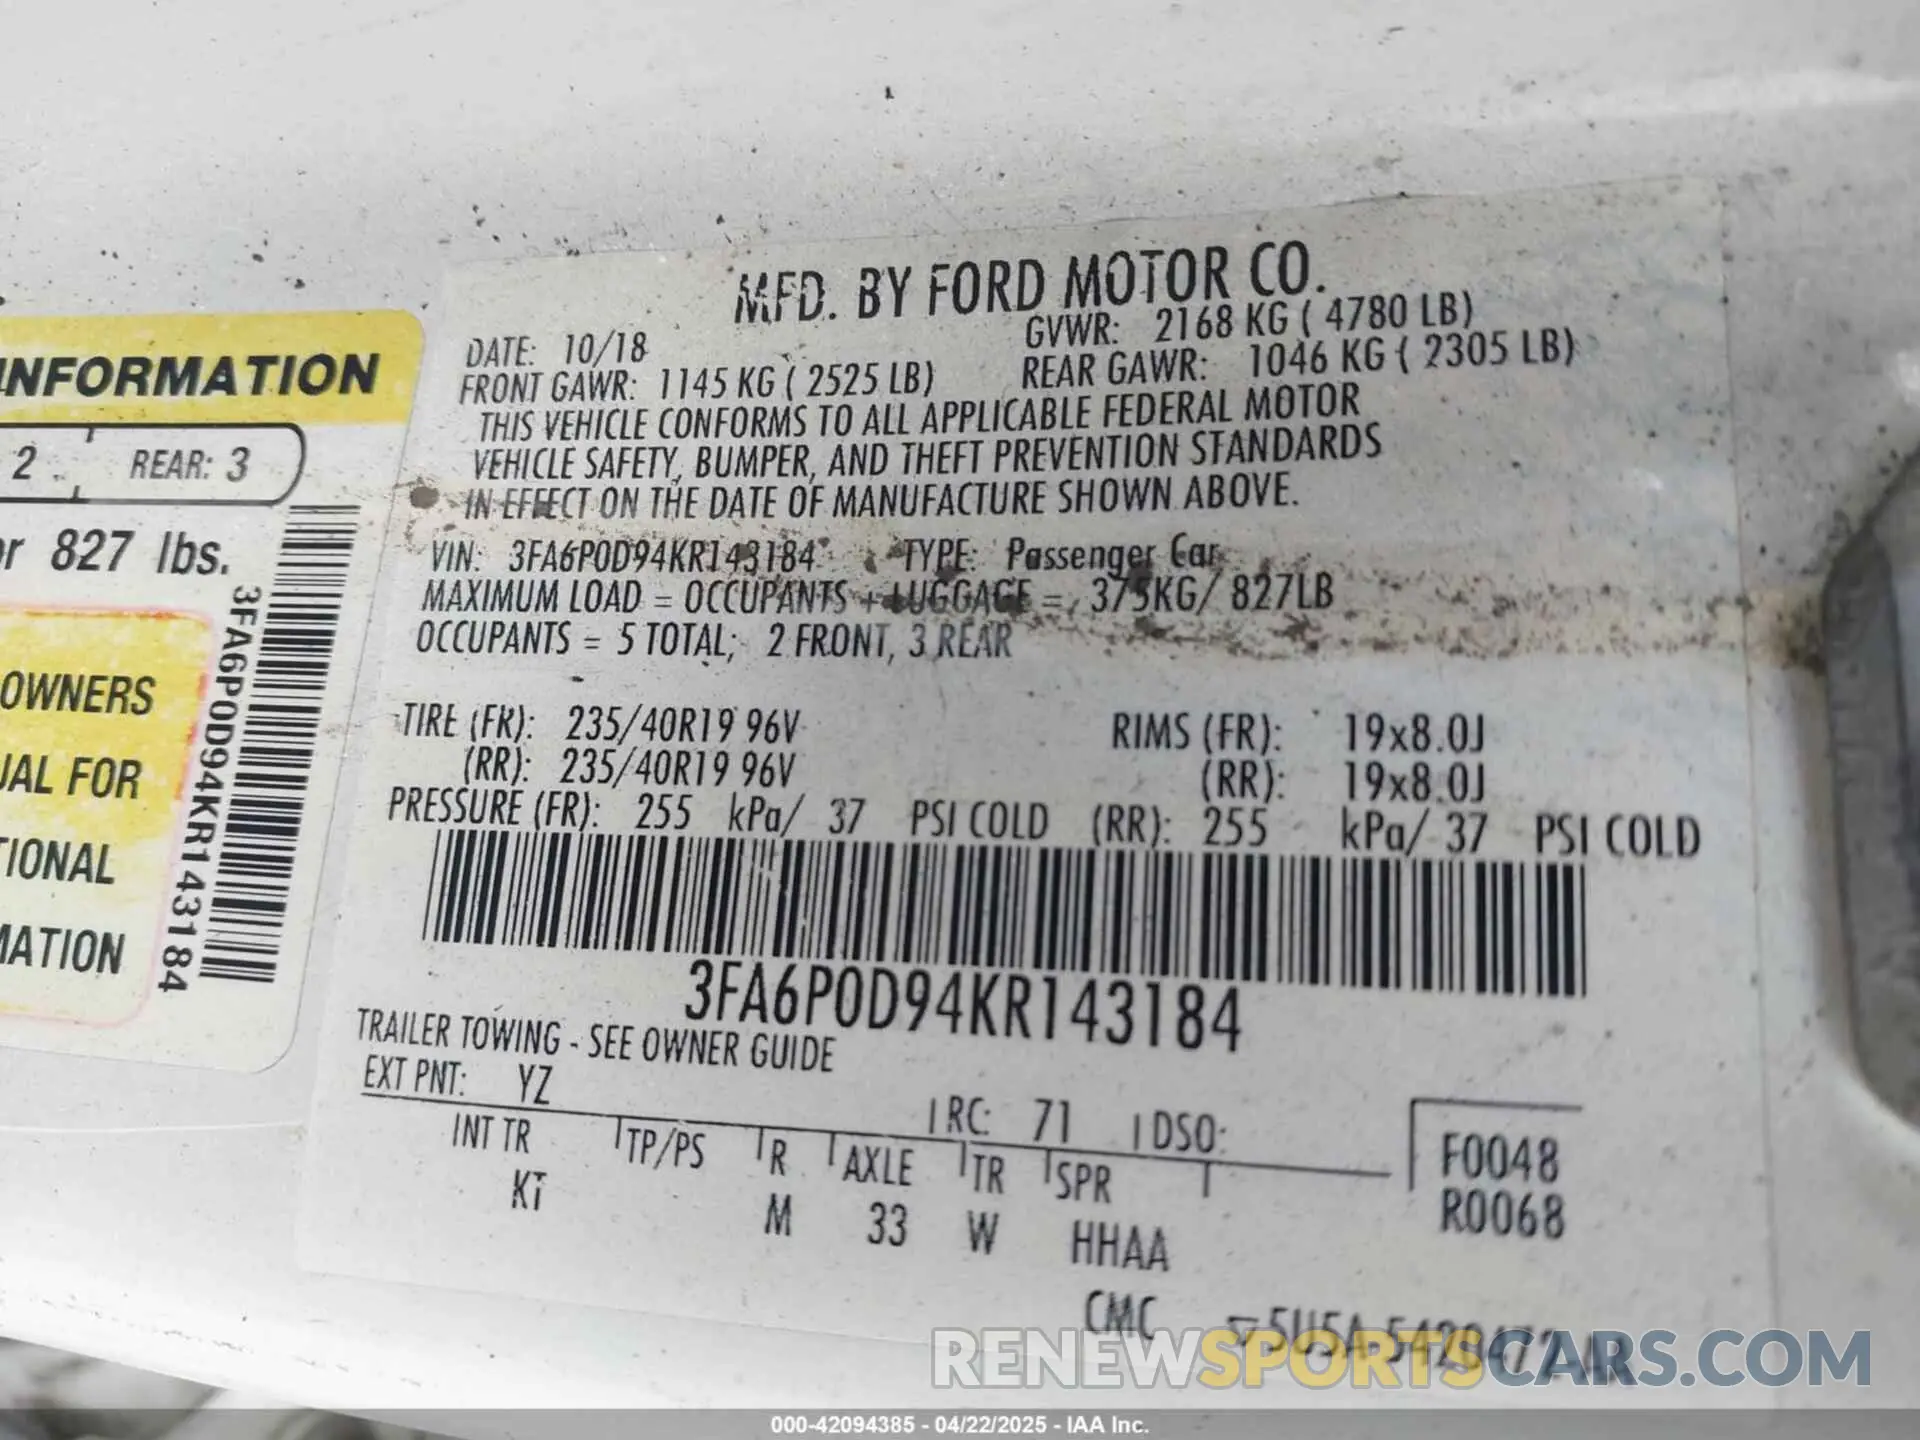 INFORMATION
2 REAR: 3
or 827 lbs.
OWNERS
UAL FOR
TIONAL
MATION
3FA6P0D94KR143184
MFD. BY FORD MOTOR CO.
DATE: 10/18 GVWR: 2168 KG ( 4780 LB)
FRONT GAWR: 1145 KG ( 2525 LB) REAR GAWR: 1046 KG ( 2305 LB)
THIS VEHICLE CONFORMS TO ALL APPLICABLE FEDERAL MOTOR
VEHICLE SAFETY, BUMPER, AND THEFT PREVENTION STANDARDS
IN EFFECT ON THE DATE OF MANUFACTURE SHOWN ABOVE.
VIN: 3FA6P0D94KR143184 TYPE: Passenger Car
MAXIMUM LOAD = OCCUPANTS + LUGGAGE = 375KG/ 827LB
OCCUPANTS = 5 TOTAL; 2 FRONT, 3 REAR
TIRE (FR): 235/40R19 96V RIMS (FR): 19x8.0J
(RR): 235/40R19 96V (RR): 19x8.0J
PRESSURE (FR): 255 kPa/ 37 PSI COLD (RR): 255 kPa/ 37 PSI COLD
3FA6P0D94KR143184
TRAILER TOWING - SEE OWNER GUIDE
EXT PNT: YZ RC: 71 DSO:
INT TR TP/PS R AXLE TR SPR
KT M 33 W HHAA
F0048
R0068
CMC
RENEWSPORTSCARS.COM
000-42094385 - 04/22/2025 - IAA Inc.